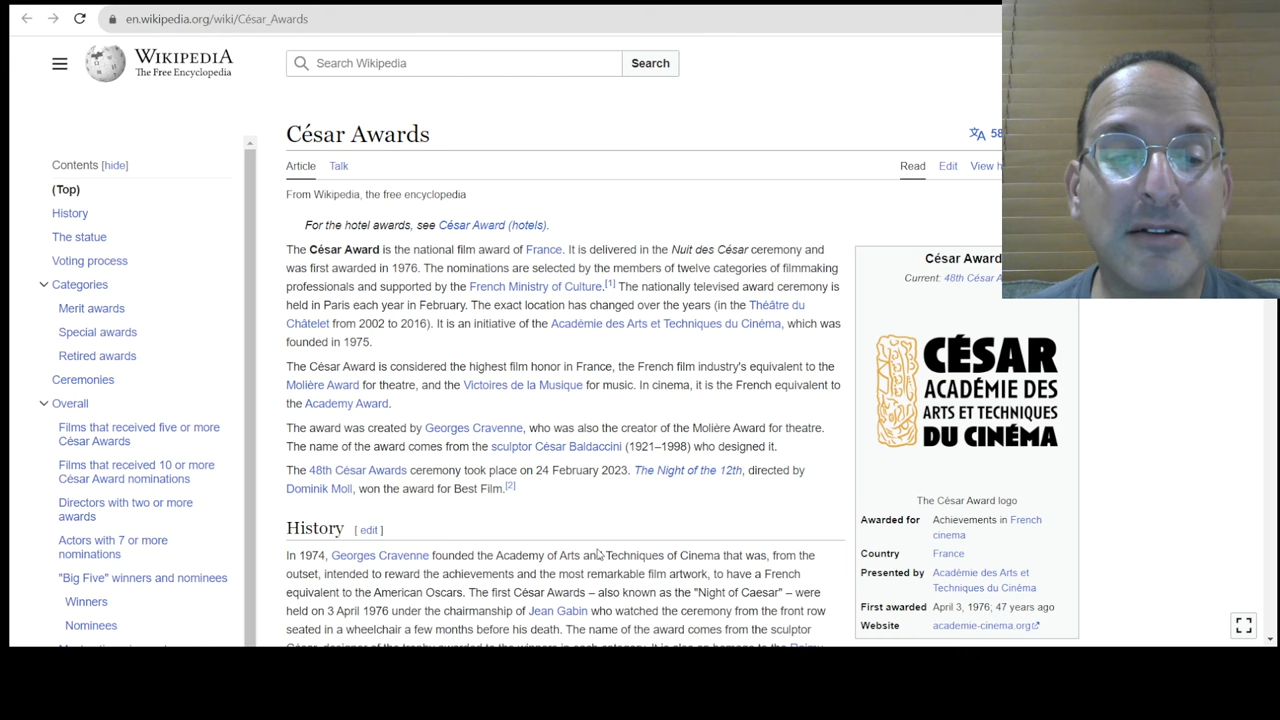 en.wikipedia.org/wiki/César_Awards
WIKIPEDIA
The Free Encyclopedia
Search Wikipedia
Search
César Awards
58
Article
Talk
Read
Edit
View h
From Wikipedia, the free encyclopedia
For the hotel awards, see César Award (hotels).
The César Award is the national film award of France. It is delivered in the Nuit des César ceremony and
was first awarded in 1976. The nominations are selected by the members of twelve categories of filmmaking
professionals and supported by the French Ministry of Culture.[1] The nationally televised award ceremony is
held in Paris each year in February. The exact location has changed over the years (in the Théâtre du
Châtelet from 2002 to 2016). It is an initiative of the Académie des Arts et Techniques du Cinéma, which was
founded in 1975.
The César Award is considered the highest film honor in France, the French film industry's equivalent to the
Molière Award for theatre, and the Victoires de la Musique for music. In cinema, it is the French equivalent to
the Academy Award.
The award was created by Georges Cravenne, who was also the creator of the Molière Award for theatre.
The name of the award comes from the sculptor César Baldaccini (1921–1998) who designed it.
The 48th César Awards ceremony took place on 24 February 2023. The Night of the 12th, directed by
Dominik Moll, won the award for Best Film.[2]
History [ edit ]
In 1974, Georges Cravenne founded the Academy of Arts and Techniques of Cinema that was, from the
outset, intended to reward the achievements and the most remarkable film artwork, to have a French
equivalent to the American Oscars. The first César Awards – also known as the "Night of Caesar" – were
held on 3 April 1976 under the chairmanship of Jean Gabin who watched the ceremony from the front row
seated in a wheelchair a few months before his death. The name of the award comes from the sculptor
Contents [hide]
(Top)
History
The statue
Voting process
Categories
Merit awards
Special awards
Retired awards
Ceremonies
Overall
Films that received five or more
César Awards
Films that received 10 or more
César Award nominations
Directors with two or more
awards
Actors with 7 or more
nominations
"Big Five" winners and nominees
Winners
Nominees
César Award
Current: 48th César A
CÉSAR
ACADÉMIE DES
ARTS ET TECHNIQUES
DU CINÉMA
The César Award logo
Awarded for Achievements in French
cinema
Country France
Presented by Académie des Arts et
Techniques du Cinéma
First awarded April 3, 1976; 47 years ago
Website academie-cinema.org